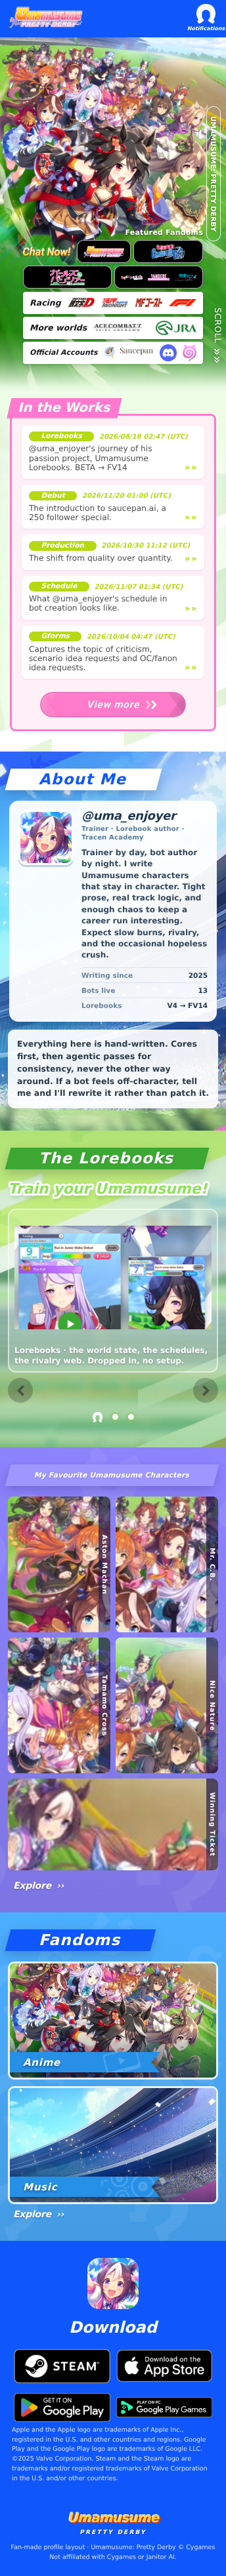 Umamusume
PRETTY DERBY
Notifications
UMAMUSUME: PRETTY DERBY
Featured Fandoms
Chat Now!
SCROLL
Racing
More worlds
ACE COMBAT 7
JRA
Official Accounts
Saucepan
In the Works
Lorebooks
2026/08/18 02:47 (UTC)
@uma_enjoyer's journey of his
passion project, Umamusume
Lorebooks. BETA → FV14
»»
Debut
2026/11/20 01:00 (UTC)
The introduction to saucepan.ai, a
250 follower special.
»»
Production
2026/10/30 11:12 (UTC)
The shift from quality over quantity.
»»
Schedule
2026/11/07 01:34 (UTC)
What @uma_enjoyer's schedule in
bot creation looks like.
»»
Gforms
2026/10/04 04:47 (UTC)
Captures the topic of criticism,
scenario idea requests and OC/fanon
idea requests.
»»
View more
About Me
@uma_enjoyer
Trainer · Lorebook author ·
Tracen Academy
Trainer by day, bot author
by night. I write
Umamusume characters
that stay in character. Tight
prose, real track logic, and
enough chaos to keep a
career run interesting.
Expect slow burns, rivalry,
and the occasional hopeless
crush.
Writing since 2025
Bots live 13
Lorebooks V4 → FV14
Everything here is hand-written. Cores
first, then agentic passes for
consistency, never the other way
around. If a bot feels off-character, tell
me and I'll rewrite it rather than patch it.
The Lorebooks
Train your Umamusume!
Lorebooks · the world state, the schedules,
the rivalry web. Dropped in, no setup.
My Favourite Umamusume Characters
Aston Machan
Mr. C.B.
Tamamo Cross
Nice Nature
Winning Ticket
Explore ››
Fandoms
Anime
Music
Explore ››
Download
STEAM®
Download on the
App Store
GET IT ON
Google Play
PLAY ON PC
Google Play Games
Apple and the Apple logo are trademarks of Apple Inc.,
registered in the U.S. and other countries and regions. Google
Play and the Google Play logo are trademarks of Google LLC.
©2025 Valve Corporation. Steam and the Steam logo are
trademarks and/or registered trademarks of Valve Corporation
in the U.S. and/or other countries.
Umamusume
PRETTY DERBY
Fan-made profile layout · Umamusume: Pretty Derby © Cygames
Not affiliated with Cygames or Janitor AI.